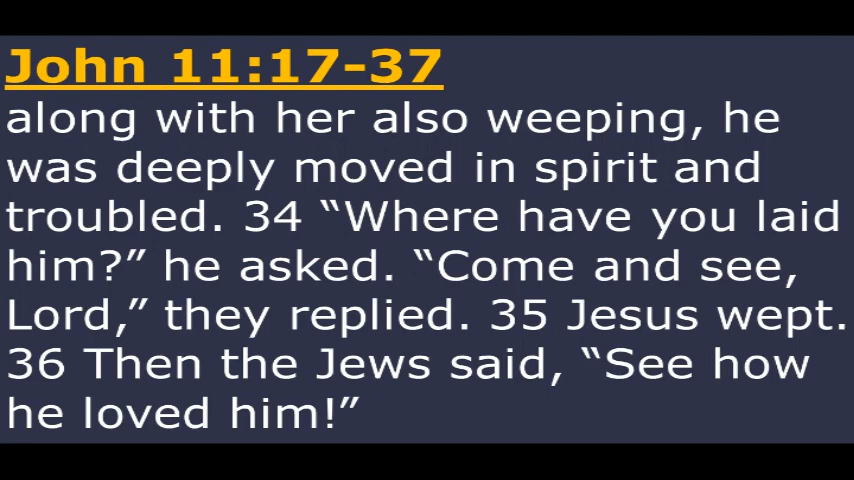 John 11:17-37
along with her also weeping, he
was deeply moved in spirit and
troubled. 34 “Where have you laid
him?” he asked. “Come and see,
Lord,” they replied. 35 Jesus wept.
36 Then the Jews said, “See how
he loved him!”